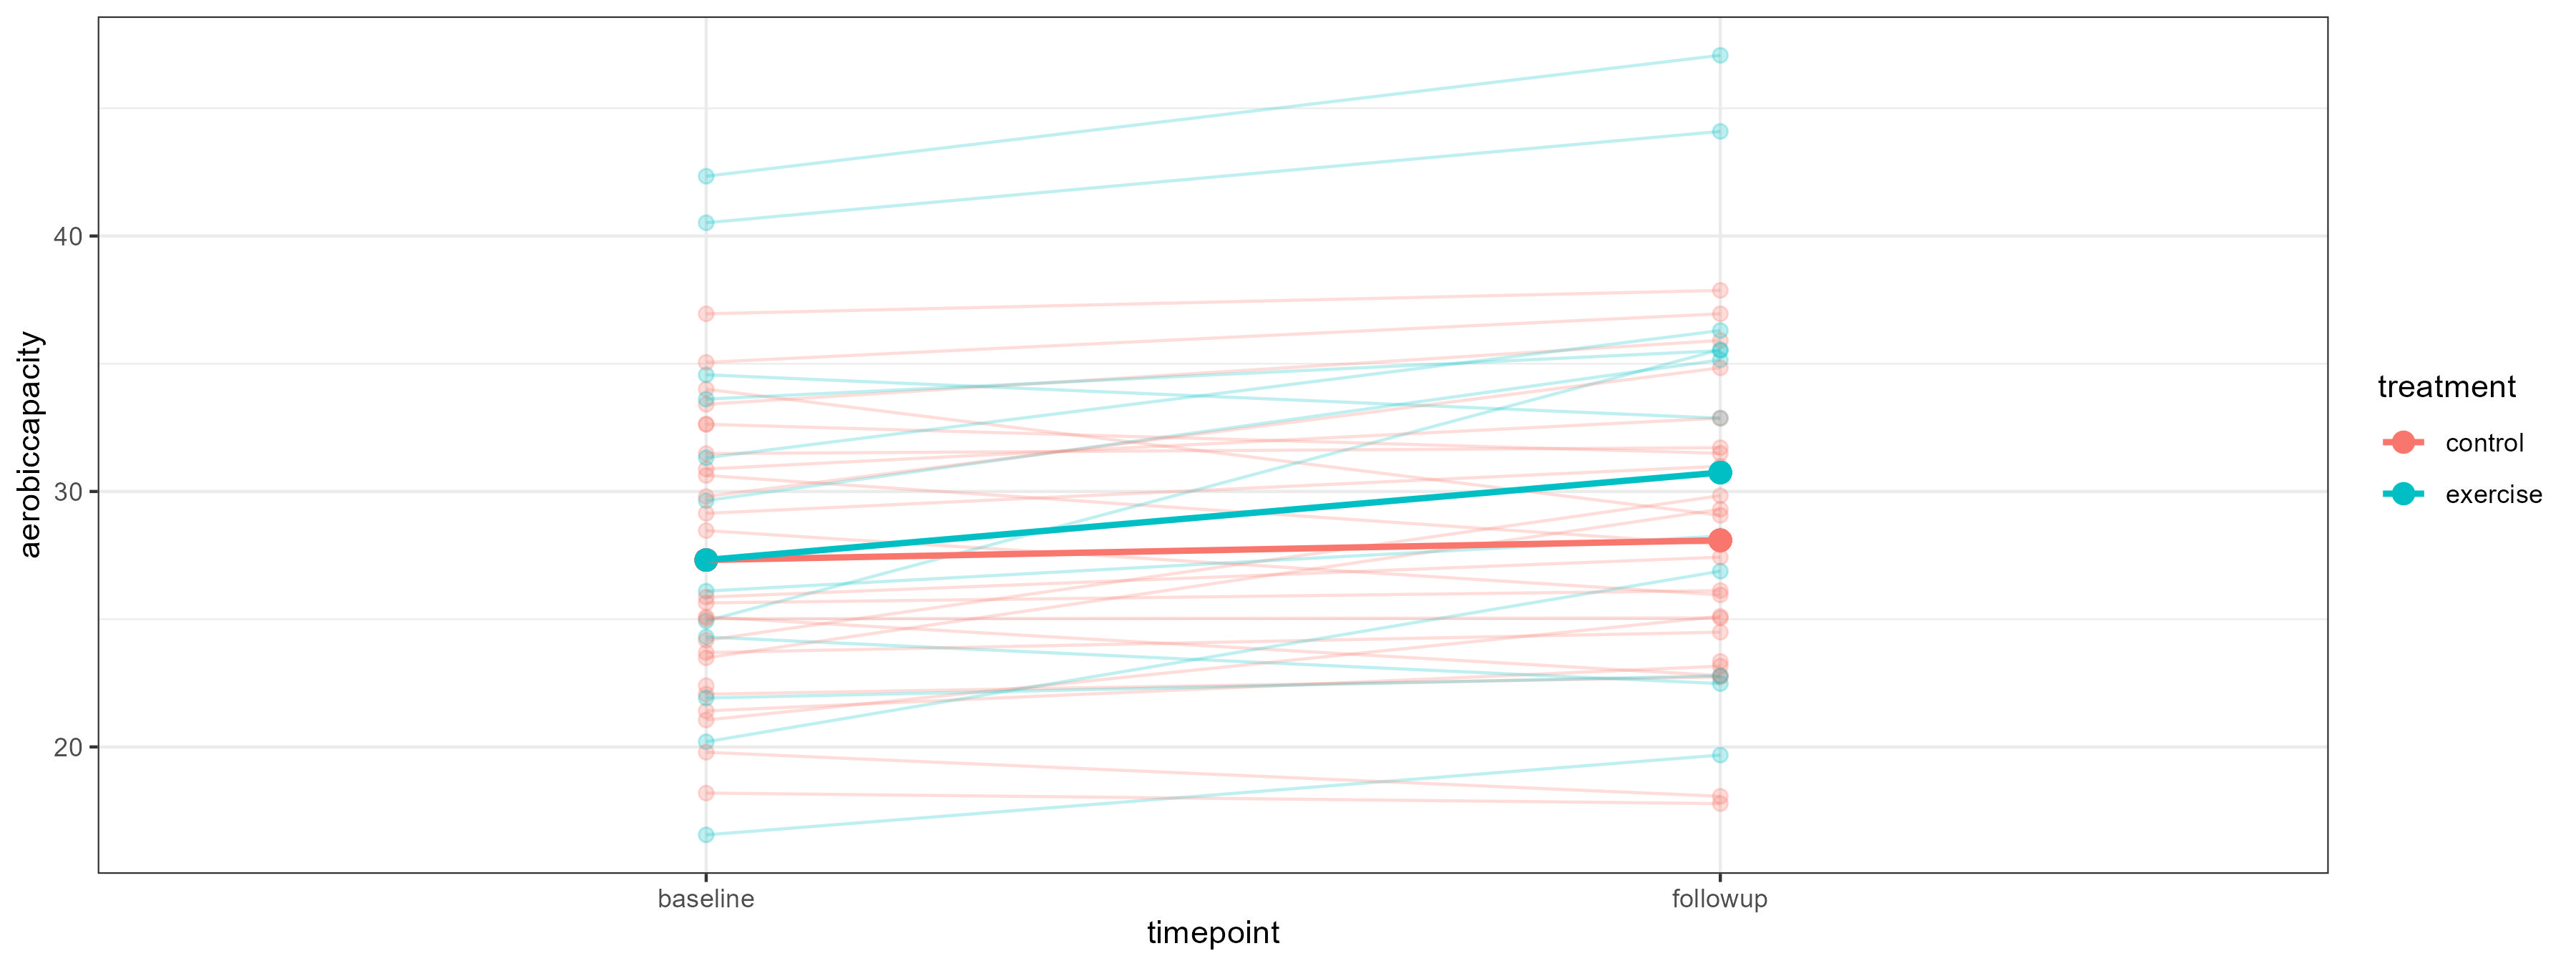 aerobiccapacity
40
30
20
baseline
followup
timepoint
treatment
control
exercise